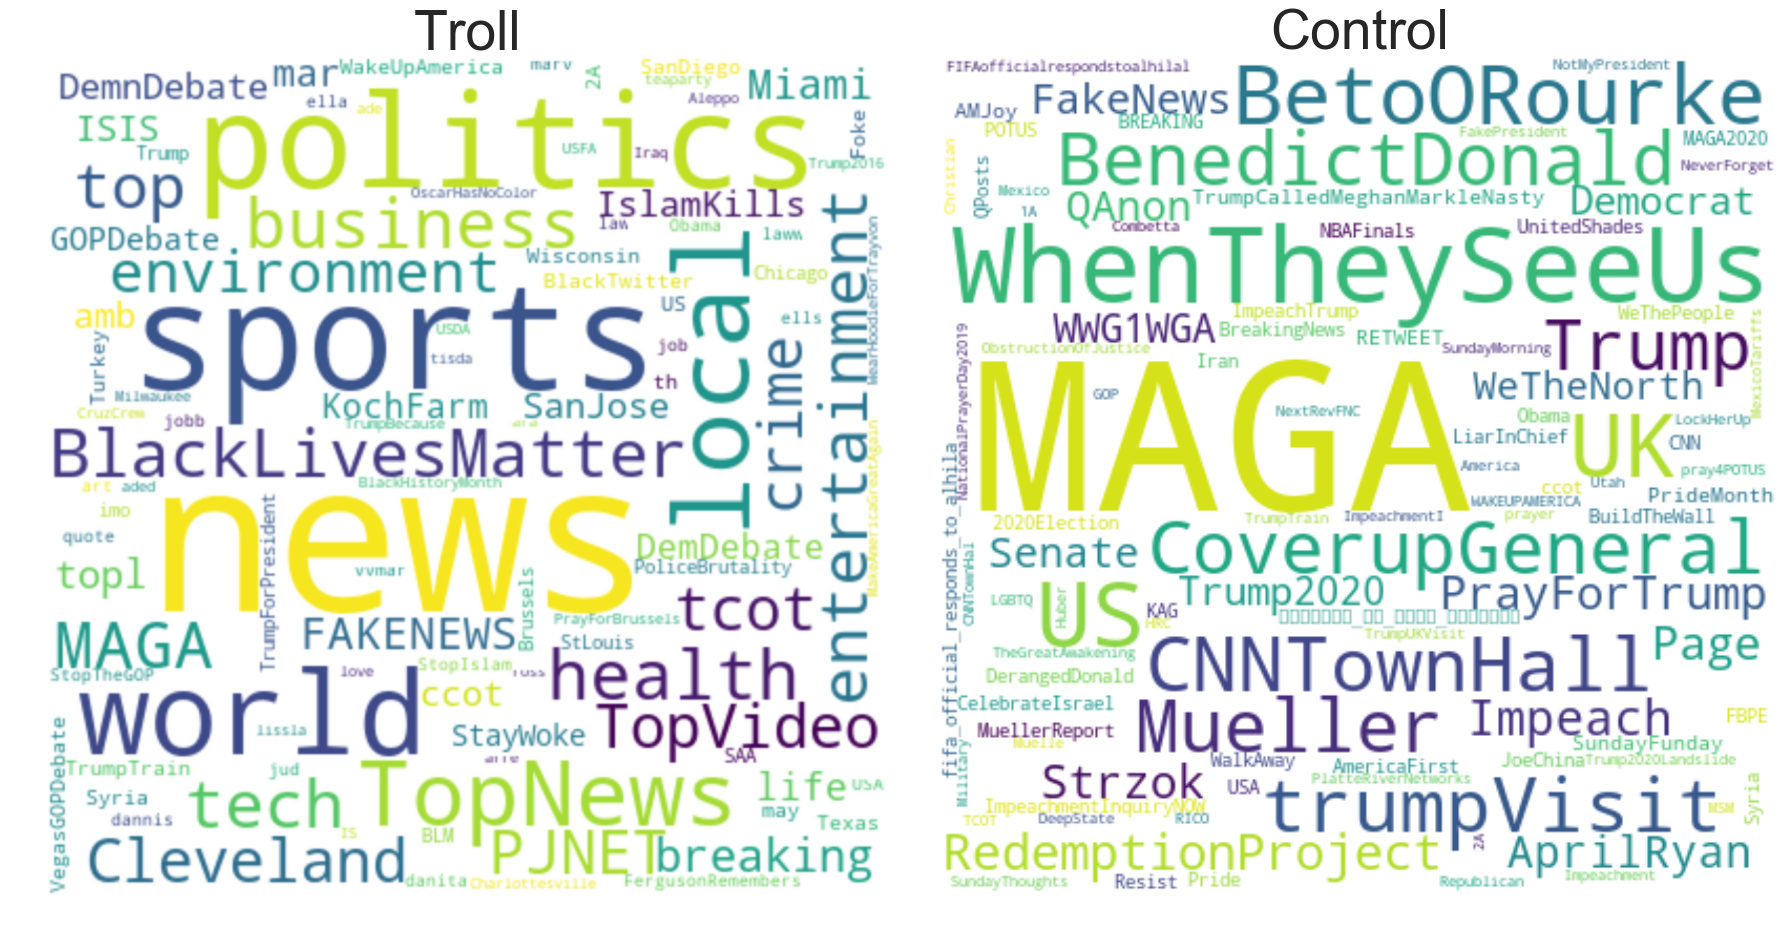 Troll
DemnDebate
mar
WakeUpAmerica
marv
2A
SanDiego
teaparty
Miami
ella
ade
Aleppo
ISIS
politics
Foke
Trump
USFA
Iraq
Trump2016
top
OscarHasNoColor
IslamKills
business
law
Obama
laww
GOPDebate
Wisconsin
local
entertainment
WearHoodieForTrayvon
environment
BlackTwitter
Chicago
amb
sports
US
ells
USDA
Turkey
tisda
job
crime
th
Milwaukee
CruzCrew
KochFarm
SanJose
jobb
TrumpBecause
BlackLivesMatter
MakeAmericaGreatAgain
art
aded
BlackHistoryMonth
imo
news
quote
TrumpForPresident
DemDebate
topl
vvmar
Brussels
PoliceBrutality
tcot
MAGA
FAKENEWS
PrayForBrussels
StLouis
StopTheGOP
love
StopIslam
russ
health
world
ccot
TopVideo
lissla
StayWoke
SAA
VegasGOPDebate
TrumpTrain
jud
TopNews
life
USA
Syria
tech
may
dannis
IS
BLM
Texas
Cleveland
PJNET
breaking
danita
Charlottesville
FergusonRemembers
Control
FIFAofficialrespondstoalhilal
NotMyPresident
AMJoy
FakeNews
BetoORourke
POTUS
BREAKING
FakePresident
MAGA2020
Christian
QPosts
BenedictDonald
NeverForget
Mexico
1A
QAnon
TrumpCalledMeghanMarkleNasty
Democrat
Combetta
NBAFinals
UnitedShades
WhenTheySeeUs
ImpeachTrump
WeThePeople
WWG1WGA
BreakingNews
RETWEET
Trump
MexicoTariffs
NationalPrayerDay2019
ObstructionOfJustice
Iran
SundayMorning
MAGA
GOP
WeTheNorth
NextRevFNC
Obama
UK
LockHerUp
LiarInChief
CNN
fifa_official_responds_to_alhila
America
pray4POTUS
ccot
Utah
WAKEUPAMERICA
PrideMonth
2020Election
TrumpTrain
ImpeachmentI
prayer
BuildTheWall
CNNTownHal
Senate
CoverupGeneral
LGBTQ
US
Huber
KAG
HRC
Trump2020
PrayForTrump
TrumpUKVisit
TheGreatAwakening
CNNTownHall
Page
DerangedDonald
CelebrateIsrael
Mueller
Impeach
FBPE
MuellerReport
Muelle
SundayFunday
Military
WalkAway
AmericaFirst
JoeChina
Trump2020Landslide
Strzok
USA
PlatteRiverNetworks
trumpVisit
Syria
ImpeachmentInquiryNOW
MSM
TCOT
DeepState
RICO
2A
RedemptionProject
AprilRyan
SundayThoughts
Resist
Pride
Republican
Impeachment